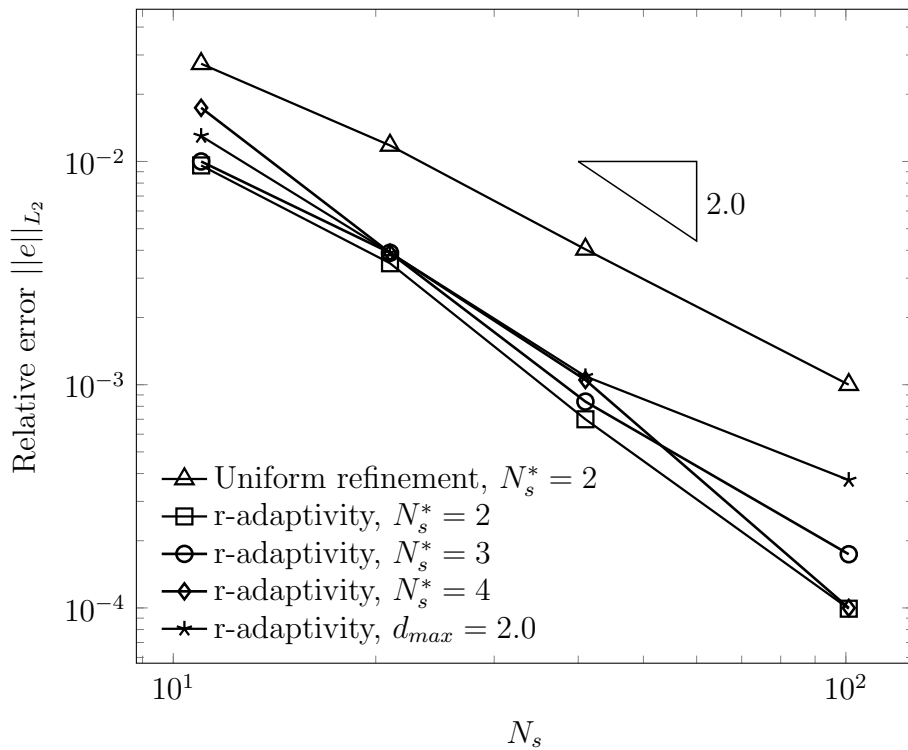 Relative error $||e||_{L_2}$
$10^{-2}$
$10^{-3}$
$10^{-4}$
2.0
Uniform refinement, $N_s^* = 2$
r-adaptivity, $N_s^* = 2$
r-adaptivity, $N_s^* = 3$
r-adaptivity, $N_s^* = 4$
r-adaptivity, $d_{max} = 2.0$
$10^1$
$10^2$
$N_s$